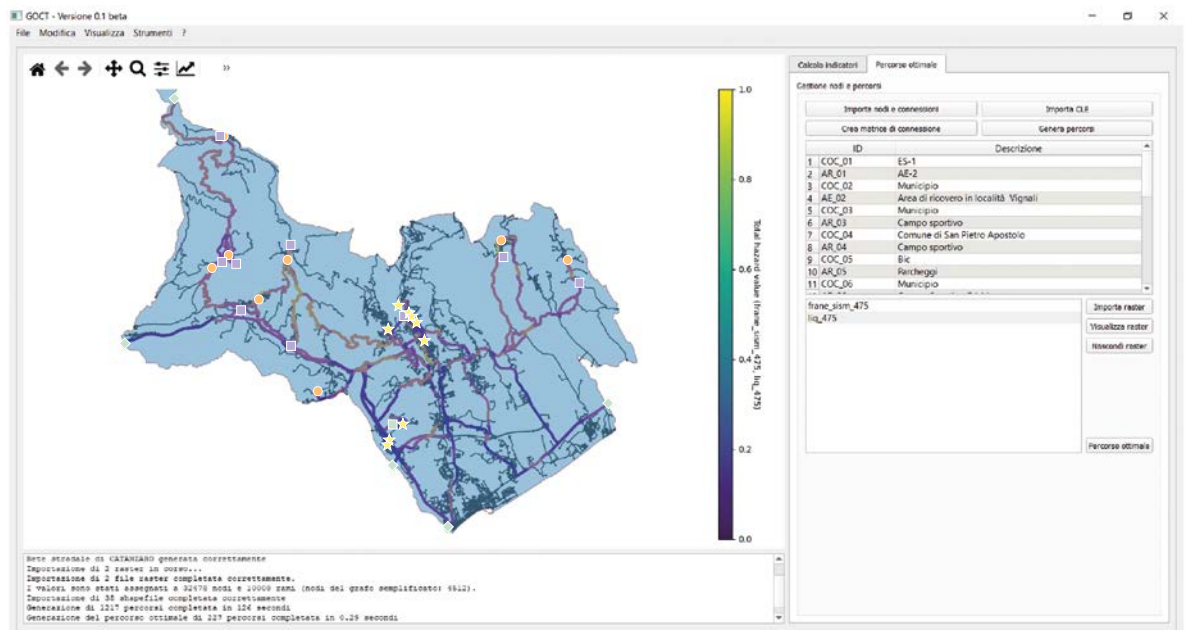 GOCT - Versione 0.1 beta
File Modifica Visualizza Strumenti ?
»
Calcolo indicatori Percorso ottimale
Gestione nodi e percorsi
Importa nodi e connessioni Importa CLE
Crea matrice di connessione Genera percorsi
ID Descrizione
1 COC_01 ES-1
2 AR_01 AE-2
3 COC_02 Municipio
4 AE_02 Area di ricovero in località Vignali
5 COC_03 Municipio
6 AR_03 Campo sportivo
7 COC_04 Comune di San Pietro Apostolo
8 AR_04 Campo sportivo
9 COC_05 Bic
10 AR_05 Parcheggi
11 COC_06 Municipio
frane_sism_475
liq_475
Importa raster
Visualizza raster
Nascondi raster
Percorso ottimale
1.0
0.8
0.6
0.4
0.2
0.0
Total hazard value (frane_sism_475, liq_475)
Rete stradale di CATANZARO generata correttamente
Importazione di 2 raster in corso...
Importazione di 2 file raster completata correttamente.
I valori sono stati assegnati a 32678 nodi e 10008 rami (nodi del grafo semplificato: 6512).
Importazione di 38 shapefile completata correttamente
Generazione di 1217 percorsi completata in 126 secondi
Generazione del percorso ottimale di 227 percorsi completata in 0.29 secondi